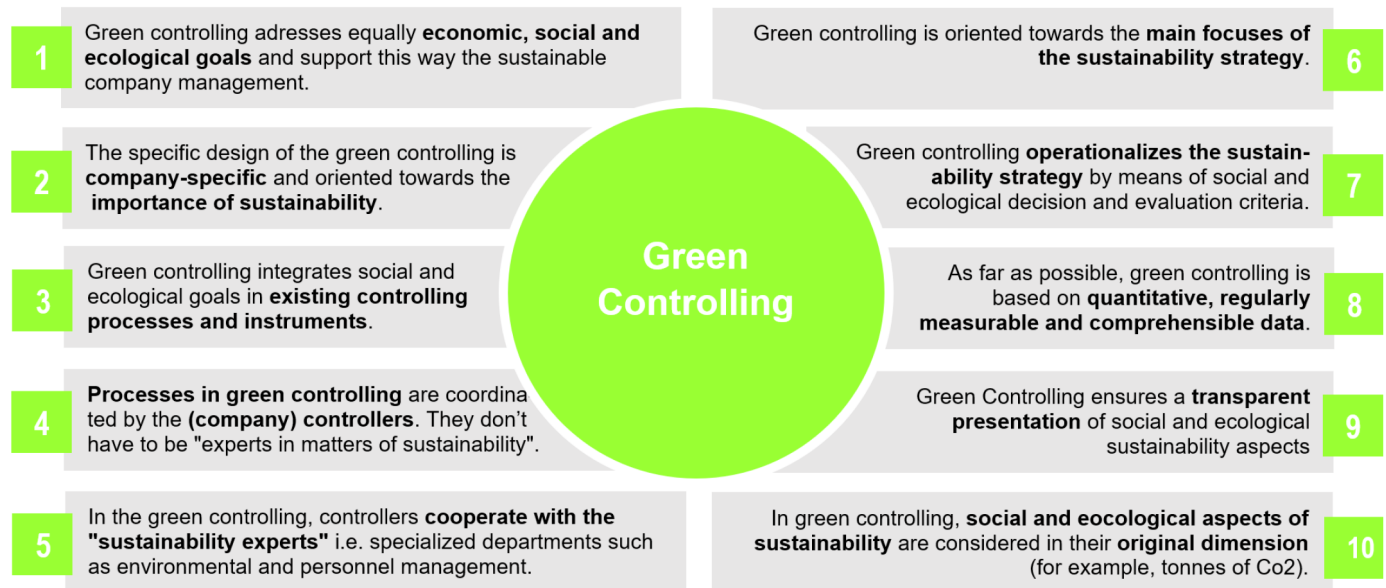 1
Green controlling adresses equally economic, social and
ecological goals and support this way the sustainable
company management.
2
The specific design of the green controlling is
company-specific and oriented towards the
importance of sustainability.
3
Green controlling integrates social and
ecological goals in existing controlling
processes and instruments.
4
Processes in green controlling are coordina
ted by the (company) controllers. They don’t
have to be "experts in matters of sustainability".
5
In the green controlling, controllers cooperate with the
"sustainability experts" i.e. specialized departments such
as environmental and personnel management.
Green
Controlling
Green controlling is oriented towards the main focuses of
the sustainability strategy.
6
Green controlling operationalizes the sustain-
ability strategy by means of social and
ecological decision and evaluation criteria.
7
As far as possible, green controlling is
based on quantitative, regularly
measurable and comprehensible data.
8
Green Controlling ensures a transparent
presentation of social and ecological
sustainability aspects
9
In green controlling, social and eocological aspects of
sustainability are considered in their original dimension
(for example, tonnes of Co2).
10